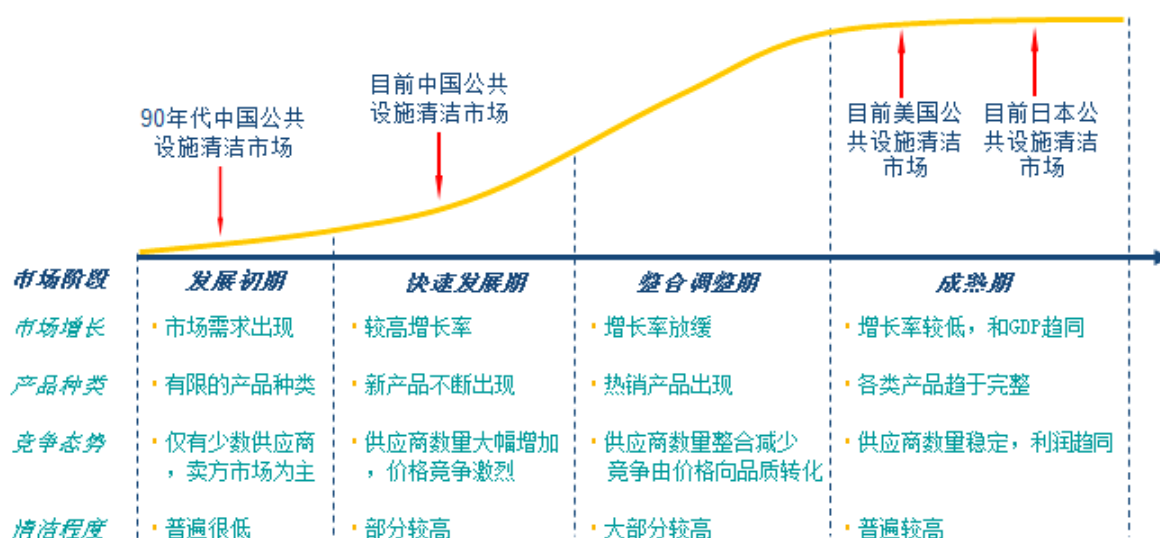 目前中国公共
设施清洁市场
90年代中国公共
设施清洁市场
目前美国公
共设施清洁
市场
目前日本公
共设施清洁
市场
市场阶段 发展初期 快速发展期 整合调整期 成熟期
市场增长 ·市场需求出现 ·较高增长率 ·增长率放缓 ·增长率较低，和GDP趋同
产品种类 ·有限的产品种类 ·新产品不断出现 ·热销产品出现 ·各类产品趋于完整
竞争态势 ·仅有少数供应商 ·供应商数量大幅增加 ·供应商数量整合减少 ·供应商数量稳定，利润趋同
，卖方市场为主 ，价格竞争激烈 竞争由价格向品质转化
清洁程度 ·普遍很低 ·部分较高 ·大部分较高 ·普遍较高